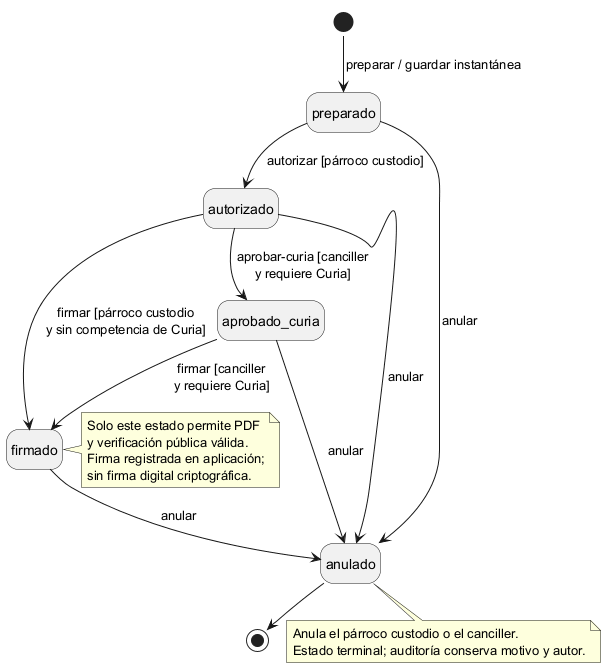 preparar / guardar instantánea
preparado
autorizar [párroco custodio]
autorizado
aprobar-curia [canciller
y requiere Curia]
firmar [párroco custodio
y sin competencia de Curia]
aprobado_curia
anular
firmar [canciller
y requiere Curia]
anular
Solo este estado permite PDF
y verificación pública válida.
Firma registrada en aplicación;
sin firma digital criptográfica.
firmado
anular
anular
anulado
Anula el párroco custodio o el canciller.
Estado terminal; auditoría conserva motivo y autor.